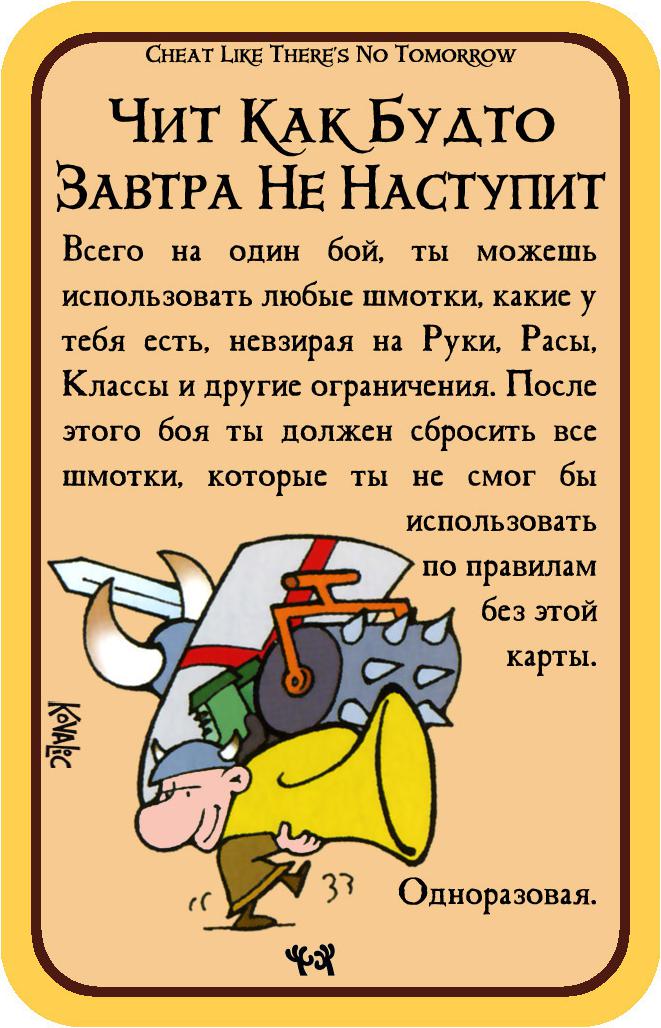 Cheat Like There's No Tomorrow
Чит Как Будто
Завтра Не Наступит
Всего на один бой, ты можешь
использовать любые шмотки, какие у
тебя есть, невзирая на Руки, Расы,
Классы и другие ограничения. После
этого боя ты должен сбросить все
шмотки, которые ты не смог бы
использовать
по правилам
без этой
карты.
Kovalic
Одноразовая.